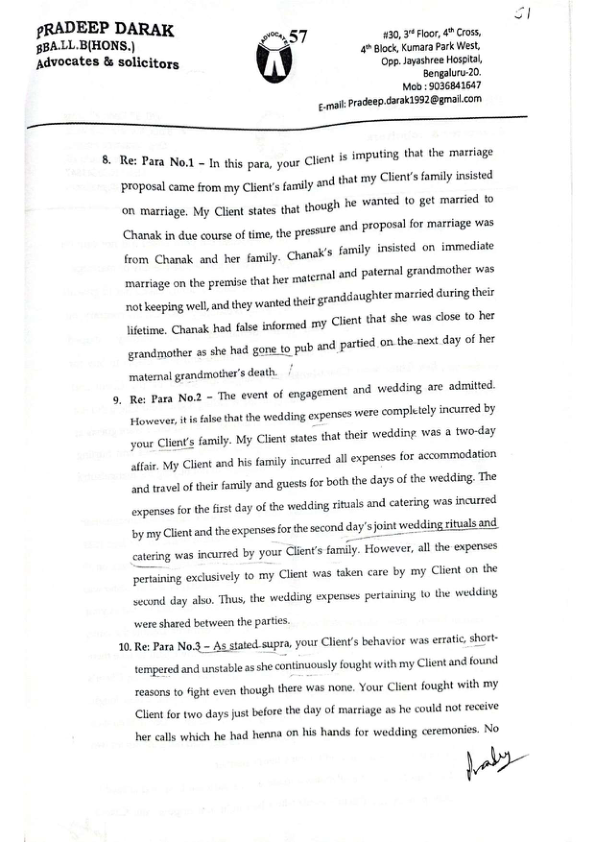 51
PRADEEP DARAK
BBA.LL.B(HONS.)
Advocates & solicitors
ADVOCATE
57
#30, 3rd Floor, 4th Cross,
4th Block, Kumara Park West,
Opp. Jayashree Hospital,
Bengaluru-20.
Mob : 9036841647
E-mail: Pradeep.darak1992@gmail.com
8. Re: Para No.1 – In this para, your Client is imputing that the marriage
proposal came from my Client's family and that my Client's family insisted
on marriage. My Client states that though he wanted to get married to
Chanak in due course of time, the pressure and proposal for marriage was
from Chanak and her family. Chanak's family insisted on immediate
marriage on the premise that her maternal and paternal grandmother was
not keeping well, and they wanted their granddaughter married during their
lifetime. Chanak had false informed my Client that she was close to her
grandmother as she had gone to pub and partied on the next day of her
maternal grandmother's death.
9. Re: Para No.2 – The event of engagement and wedding are admitted.
However, it is false that the wedding expenses were completely incurred by
your Client's family. My Client states that their wedding was a two-day
affair. My Client and his family incurred all expenses for accommodation
and travel of their family and guests for both the days of the wedding. The
expenses for the first day of the wedding rituals and catering was incurred
by my Client and the expenses for the second day's joint wedding rituals and
catering was incurred by your Client's family. However, all the expenses
pertaining exclusively to my Client was taken care by my Client on the
second day also. Thus, the wedding expenses pertaining to the wedding
were shared between the parties.
10. Re: Para No.3 – As stated supra, your Client's behavior was erratic, short-
tempered and unstable as she continuously fought with my Client and found
reasons to fight even though there was none. Your Client fought with my
Client for two days just before the day of marriage as he could not receive
her calls which he had henna on his hands for wedding ceremonies. No